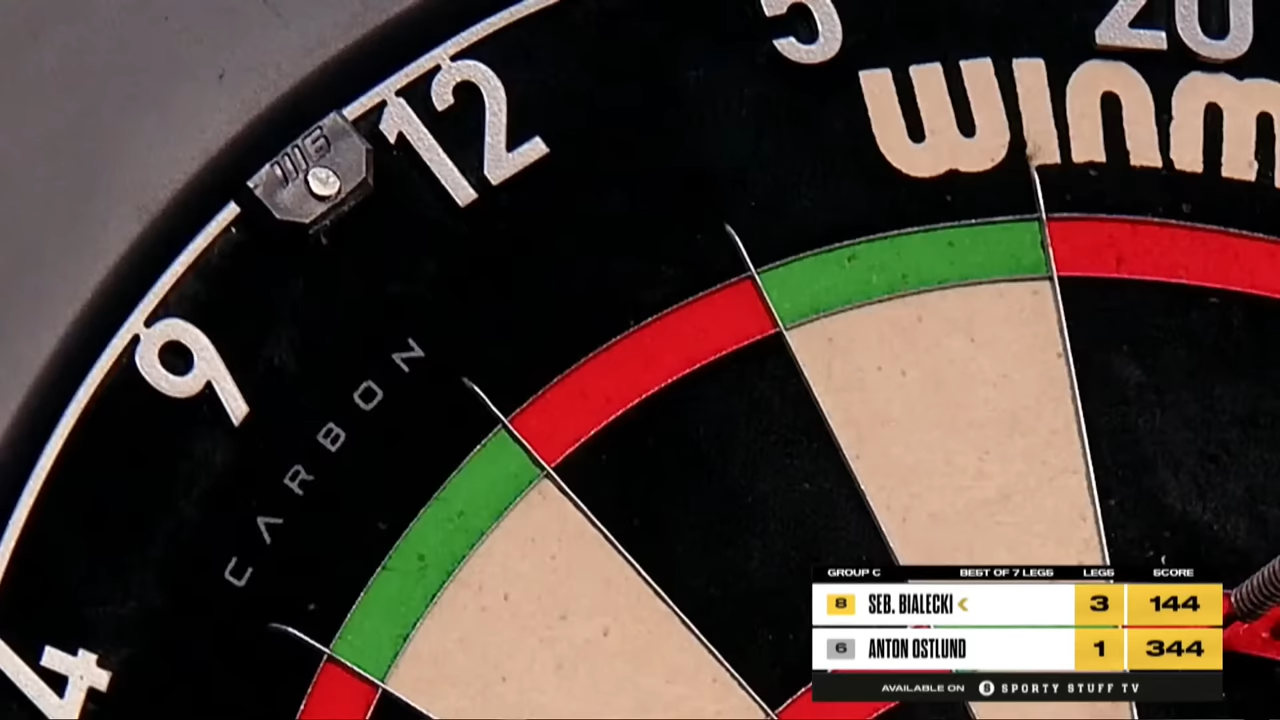 5 20
12
winm
9
CARBON
4
GROUP C BEST OF 7 LEGS LEGS SCORE
8 SEB. BIALECKI 3 144
6 ANTON OSTLUND 1 344
AVAILABLE ON SPORTY STUFF TV